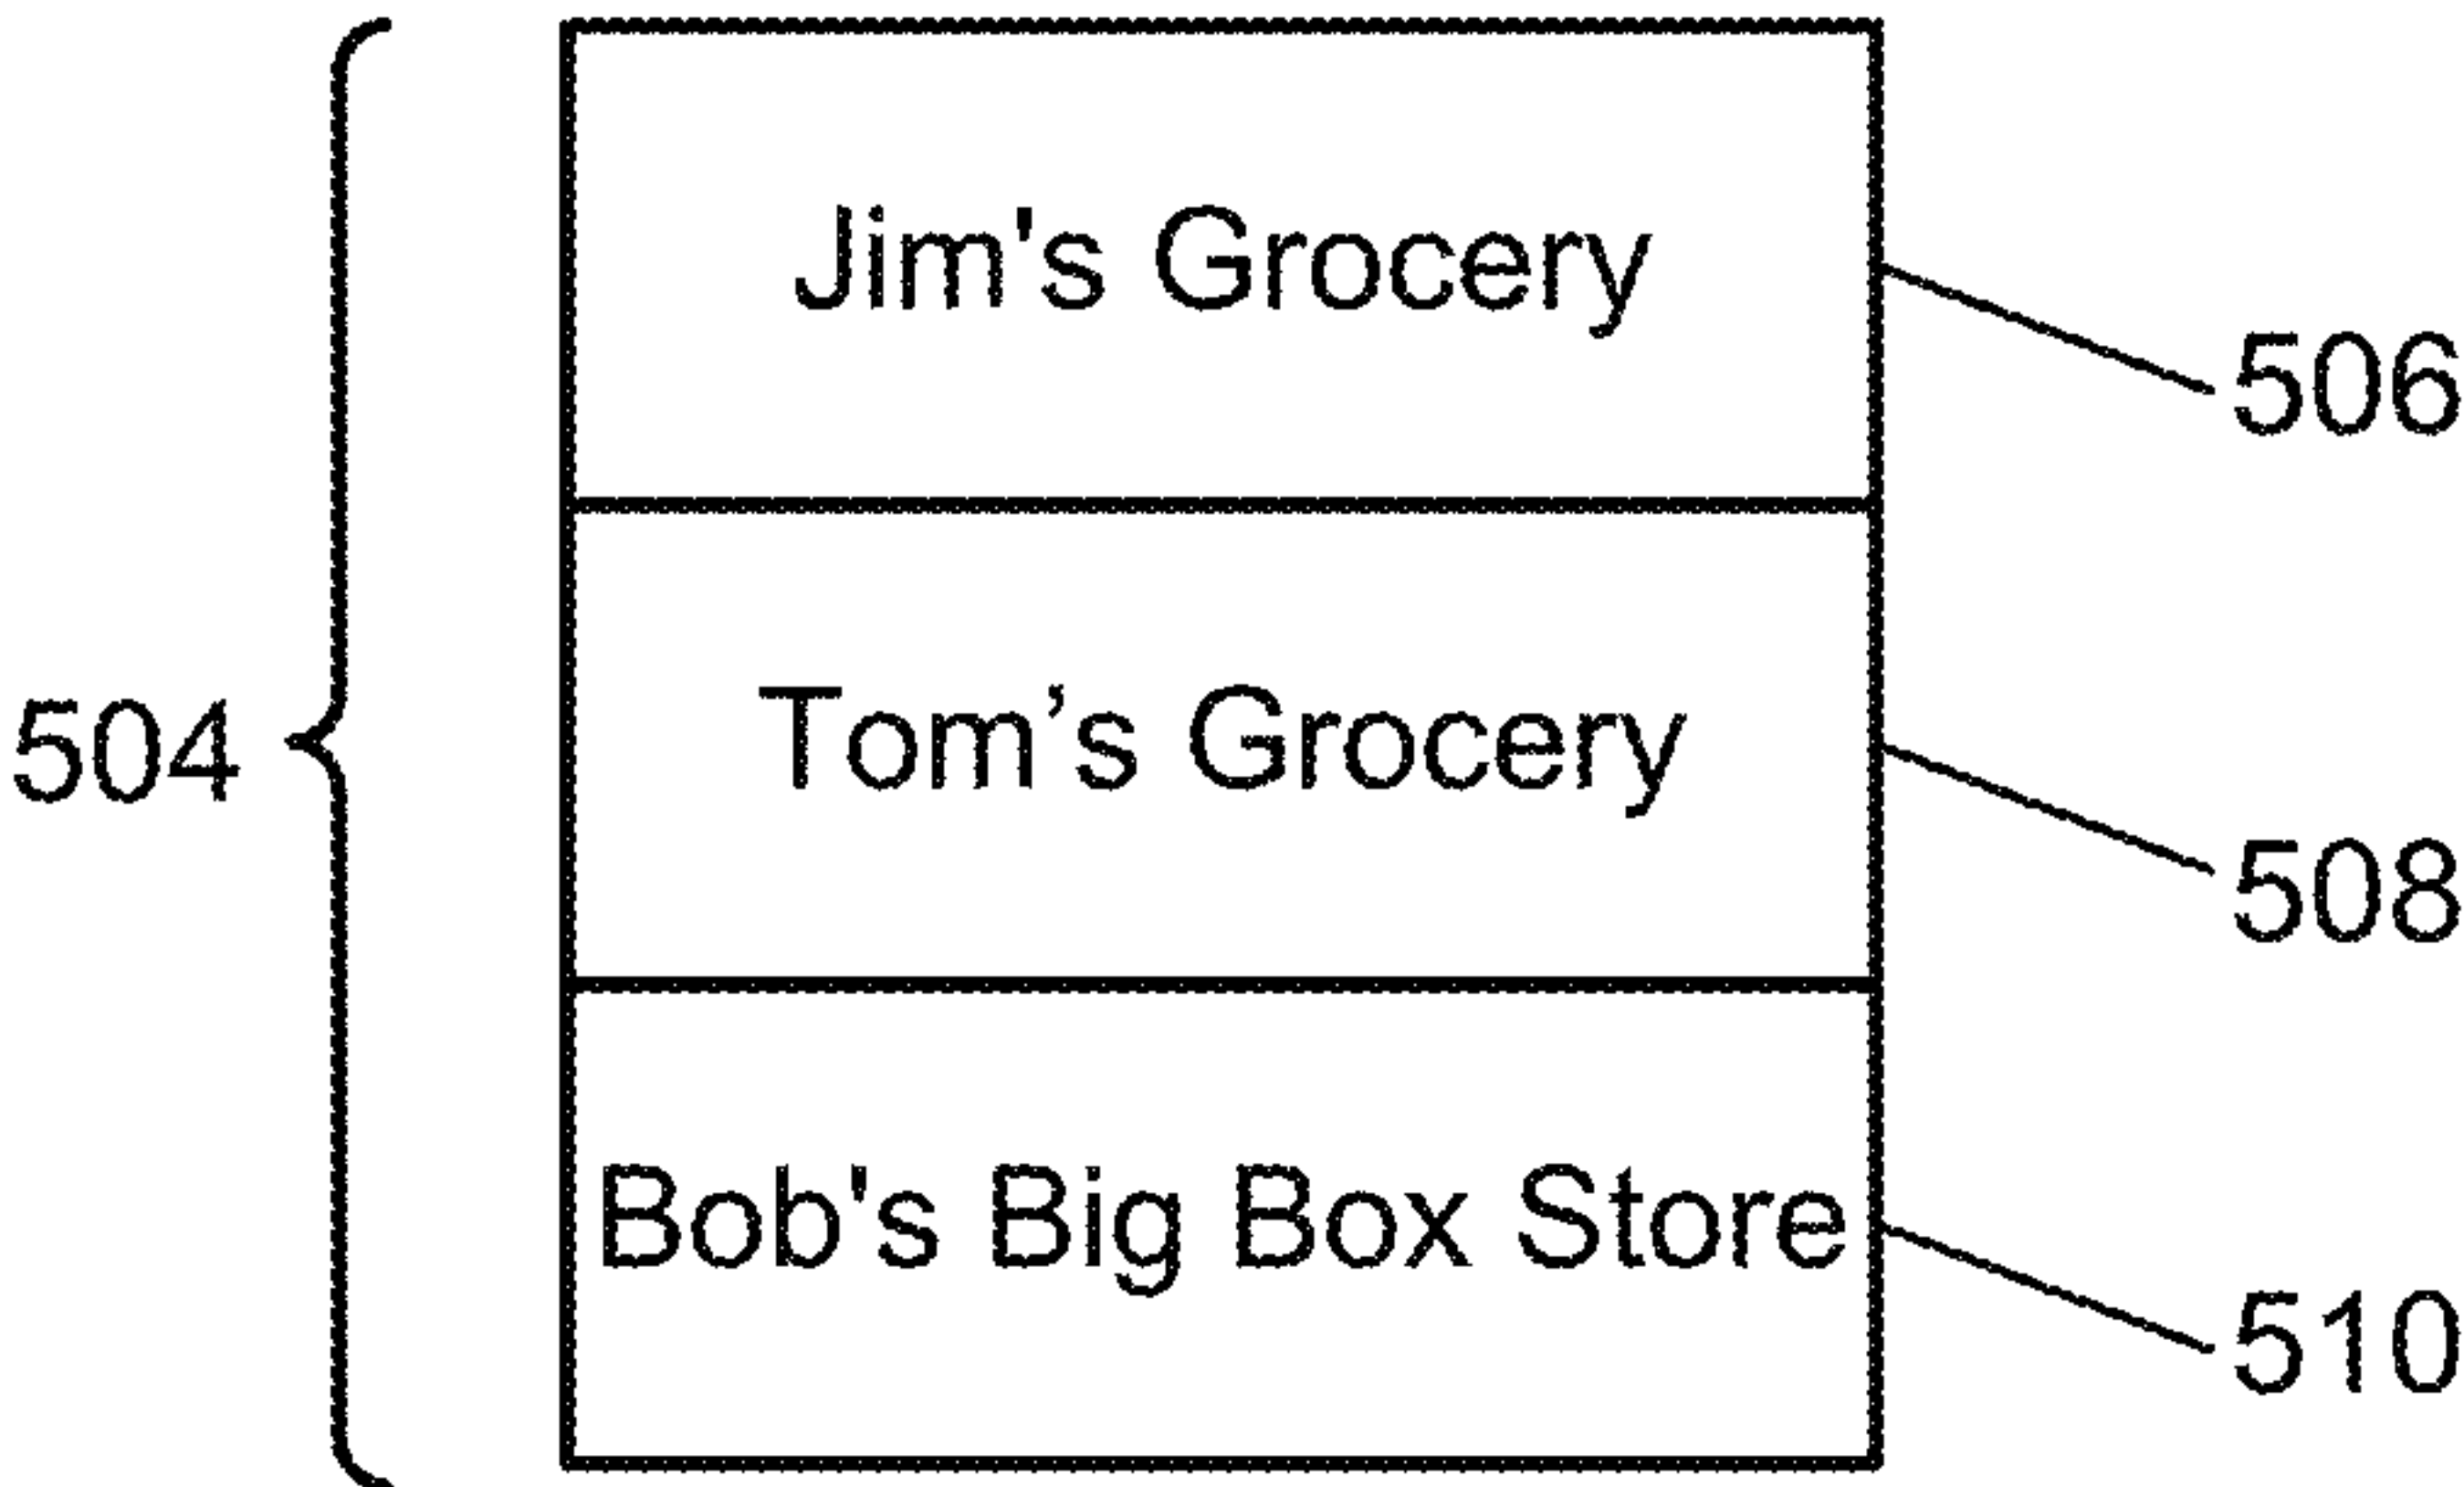 Jim's Grocery
506
504
Tom’s Grocery
508
Bob's Big Box Store
510